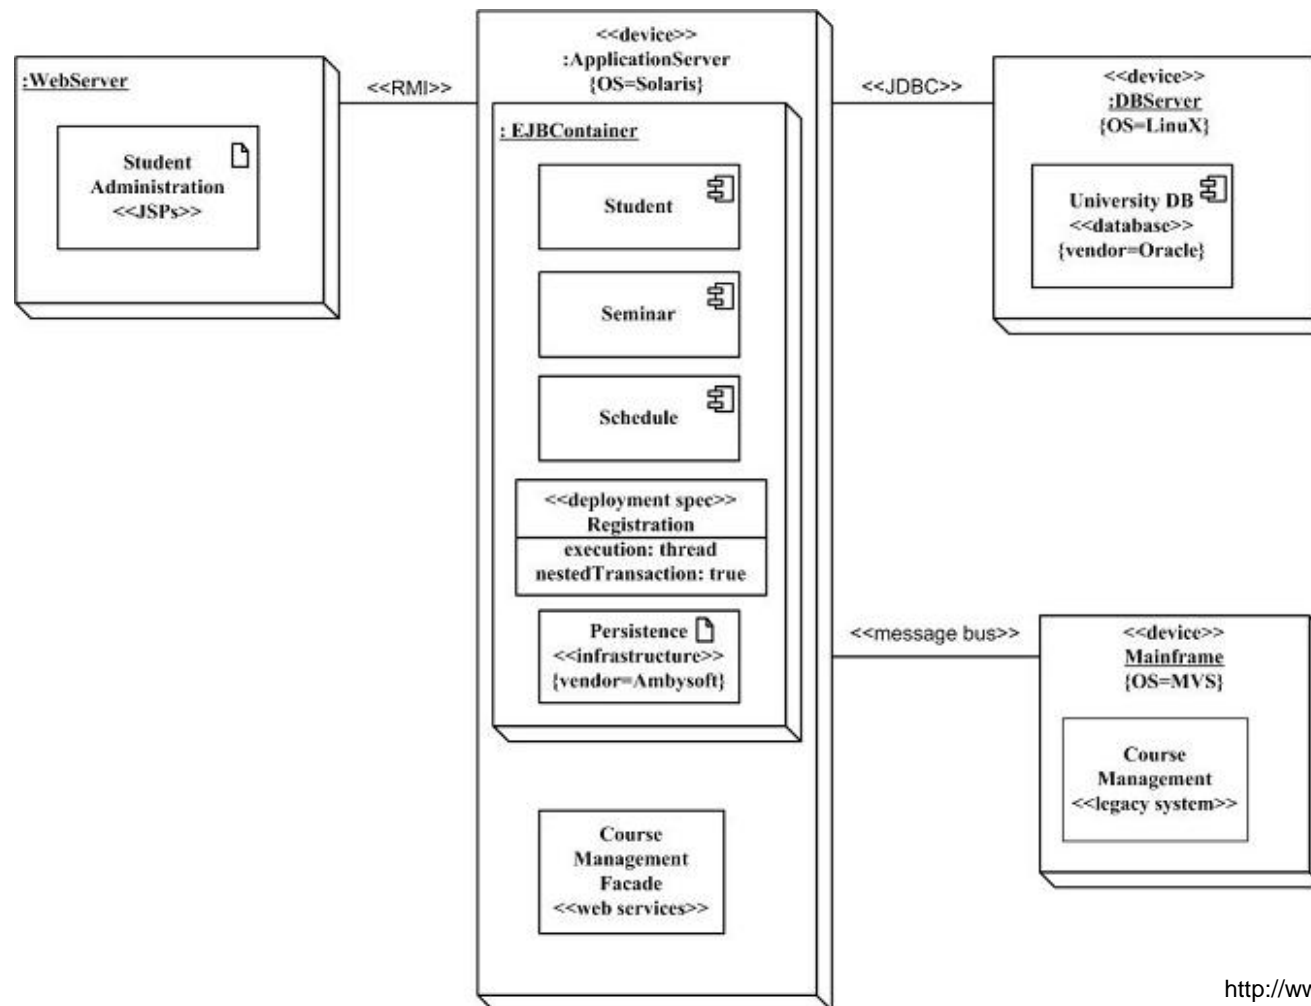 :WebServer
Student
Administration
<<JSPs>>
<<RMI>>
<<device>>
:ApplicationServer
{OS=Solaris}
: EJBContainer
Student
Seminar
Schedule
<<deployment spec>>
Registration
execution: thread
nestedTransaction: true
Persistence
<<infrastructure>>
{vendor=Ambysoft}
Course
Management
Facade
<<web services>>
<<JDBC>>
<<device>>
:DBServer
{OS=LinuX}
University DB
<<database>>
{vendor=Oracle}
<<message bus>>
<<device>>
Mainframe
{OS=MVS}
Course
Management
<<legacy system>>